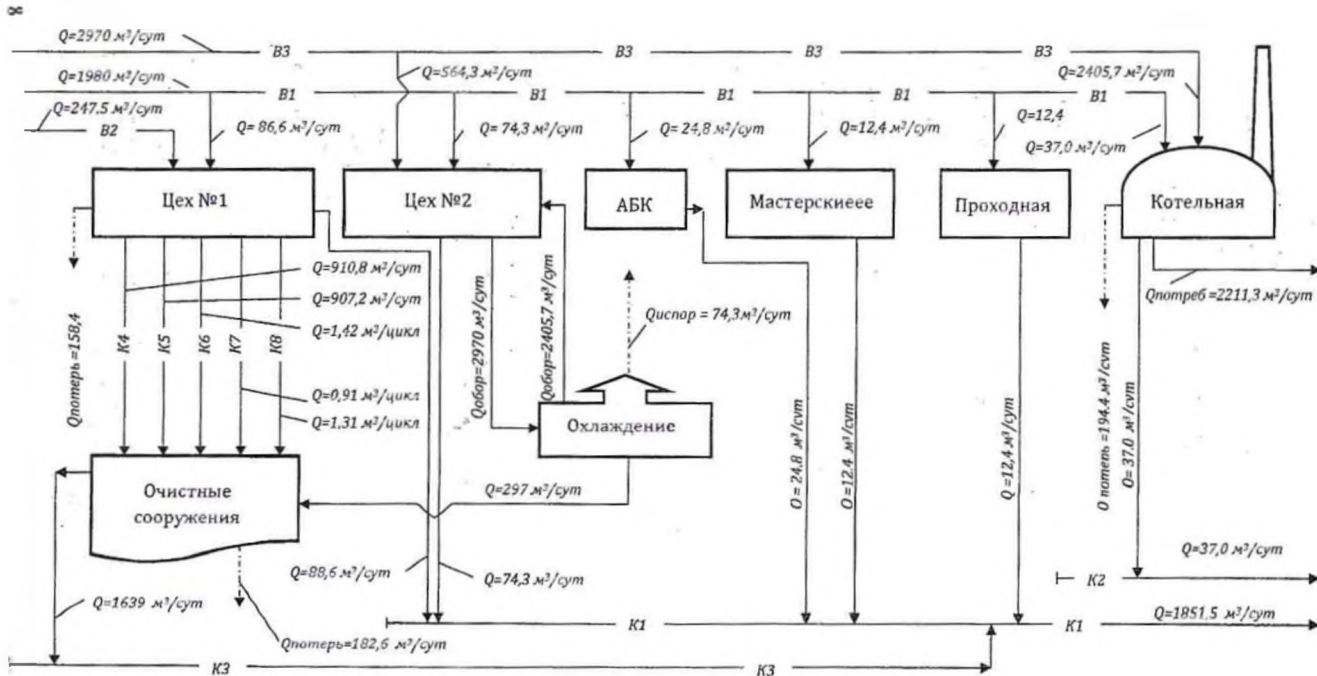 8
Q=2970 м³/сут
В3
В3
В3
В3
Q=564,3 м³/сут
Q=2405,7 м³/сут
Q=1980 м³/сут
В1
В1
В1
В1
В1
Q=247,5 м³/сут
В2
Q= 86,6 м³/сут
Q= 74,3 м³/сут
Q= 24,8 м³/сут
Q=12,4 м³/сут
Q=12,4
Q=37,0 м³/сут
Цех №1
Цех №2
АБК
Мастерскиеее
Проходная
Котельная
Qпотерь =158,4
Q=910,8 м³/сут
Q=907,2 м³/сут
Q=1,42 м³/цикл
К4
К5
К6
К7
К8
Q=0,91 м³/цикл
Q=1,31 м³/цикл
Qобор=2970 м³/сут
Qобор=2405,7 м³/сут
Qиспар = 74,3м³/сут
Qпотреб =2211,3 м³/сут
Охлаждение
Q = 24,8 м³/сут
Q=12,4 м³/сут
Q = 12,4 м³/сут
Q потерь =194,4 м³/сут
Q= 37,0 м³/сут
Очистные
сооружения
Q=297 м³/сут
Q=88,6 м³/сут
Q=74,3 м³/сут
Q=37,0 м³/сут
К2
Q=1639 м³/сут
Qпотерь=182,6 м³/сут
К1
К1
Q=1851,5 м³/сут
К3
К3